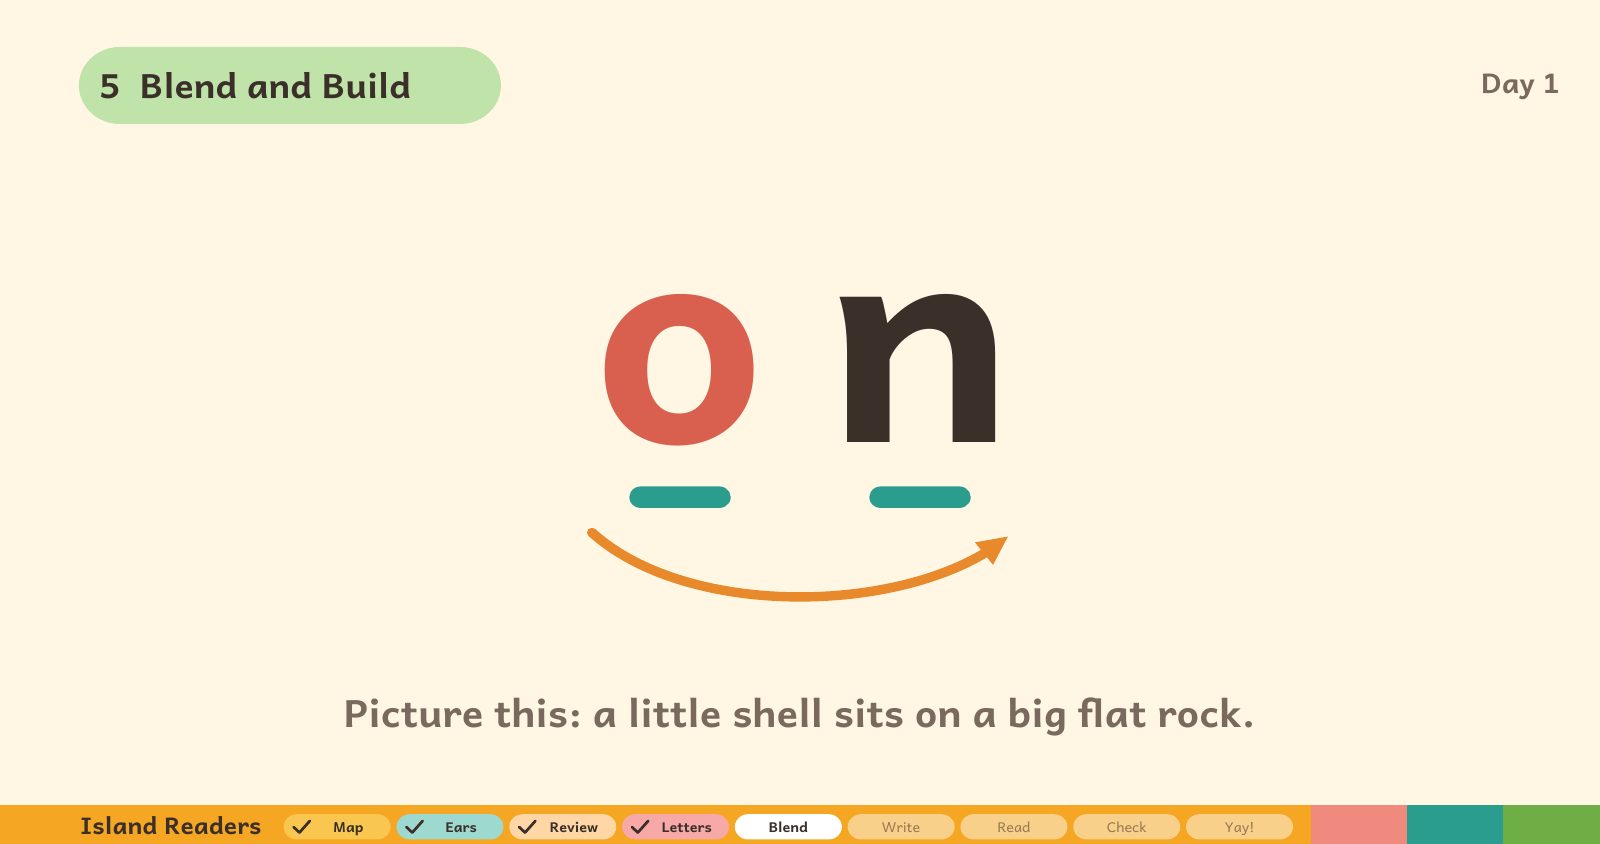 5 Blend and Build
Day 1
o n
Picture this: a little shell sits on a big flat rock.
Island Readers Map Ears Review Letters Blend Write Read Check Yay!